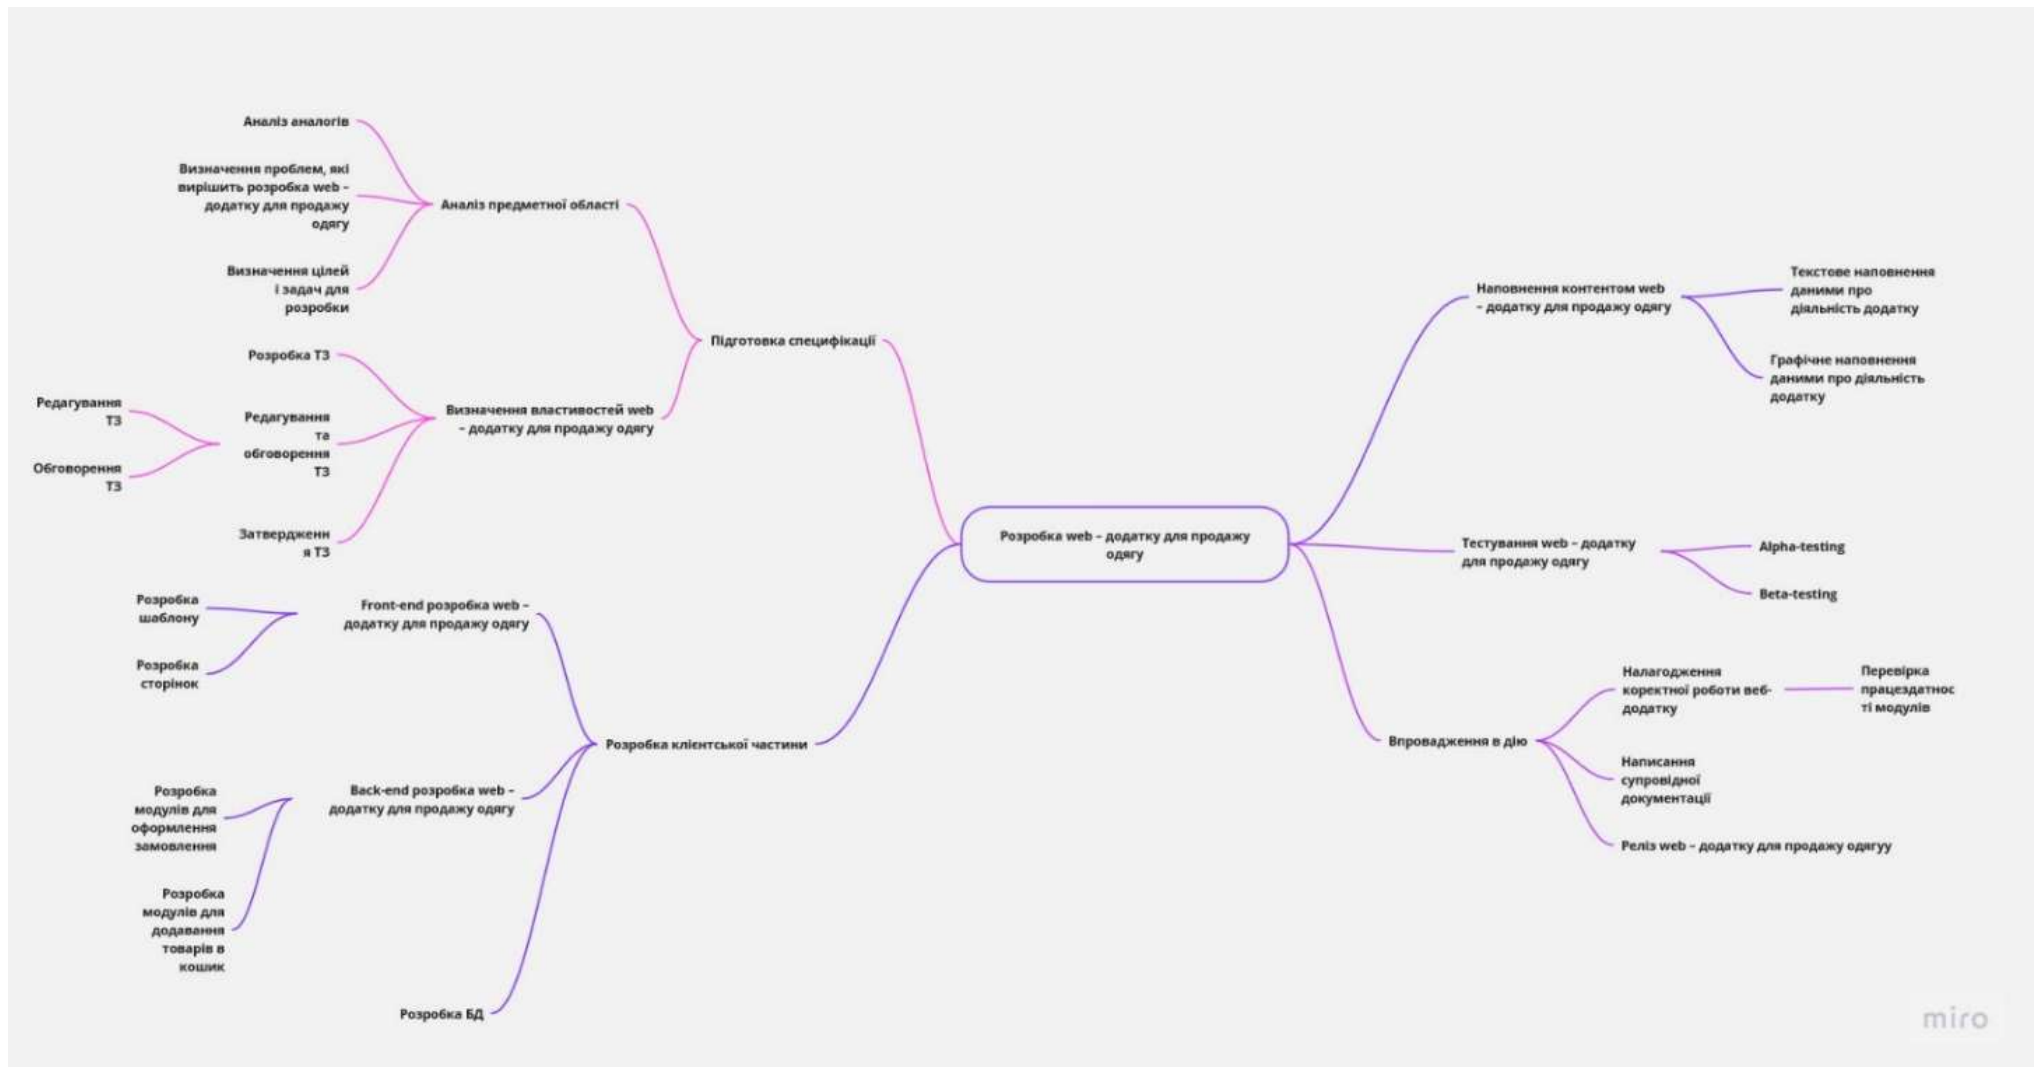 Аналіз аналогів
Визначення проблем, які
вирішить розробка web –
додатку для продажу
одягу
Визначення цілей
і задач для
розробки
Аналіз предметної області
Розробка ТЗ
Редагування
ТЗ
Обговорення
ТЗ
Редагування
та
обговорення
ТЗ
Затвердженн
я ТЗ
Визначення властивостей web
– додатку для продажу одягу
Підготовка специфікації
Розробка
шаблону
Розробка
сторінок
Front-end розробка web –
додатку для продажу одягу
Розробка
модулів для
оформлення
замовлення
Розробка
модулів для
додавання
товарів в
кошик
Back-end розробка web –
додатку для продажу одягу
Розробка БД
Розробка клієнтської частини
Розробка web – додатку для продажу
одягу
Наповнення контентом web
– додатку для продажу одягу
Текстове наповнення
даними про
діяльність додатку
Графічне наповнення
даними про діяльність
додатку
Тестування web – додатку
для продажу одягу
Alpha-testing
Beta-testing
Впровадження в дію
Налагодження
коректної роботи веб-
додатку
Перевірка
працездатнос
ті модулів
Написання
супровідної
документації
Реліз web – додатку для продажу одягуу
miro